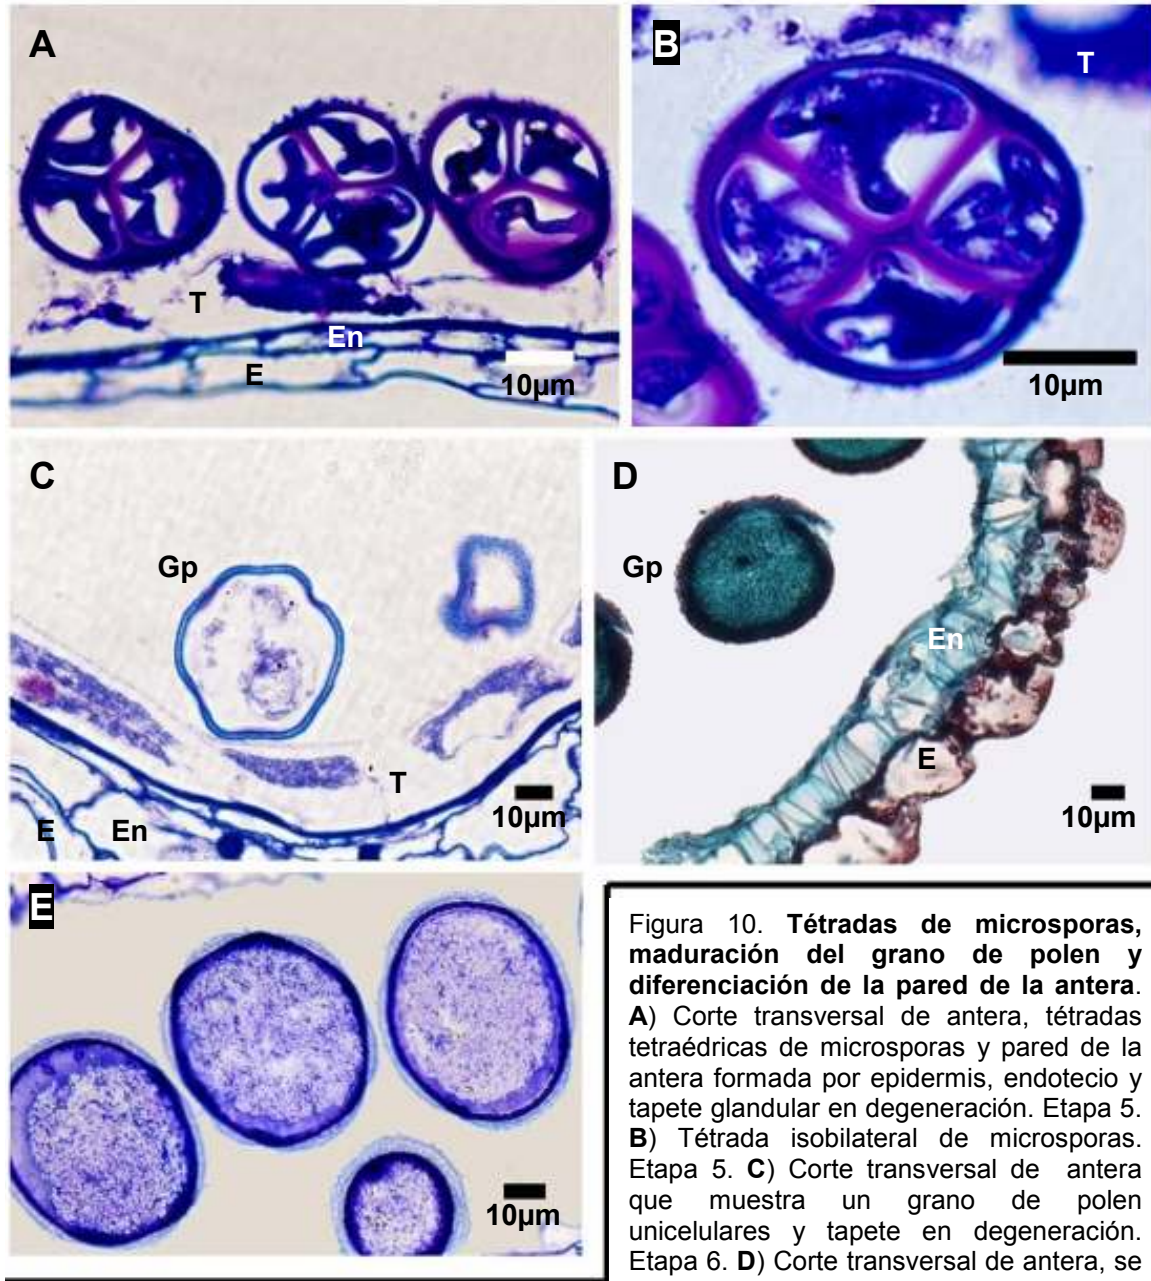 A
T
En
E
10µm
B
T
10µm
C
Gp
T
E
En
10µm
D
Gp
En
E
10µm
E
10µm
Figura 10. Tétradas de microsporas,
maduración del grano de polen y
diferenciación de la pared de la antera.
A) Corte transversal de antera, tétradas
tetraédricas de microsporas y pared de la
antera formada por epidermis, endotecio y
tapete glandular en degeneración. Etapa 5.
B) Tétrada isobilateral de microsporas.
Etapa 5. C) Corte transversal de antera
que muestra un grano de polen
unicelulares y tapete en degeneración.
Etapa 6. D) Corte transversal de antera, se